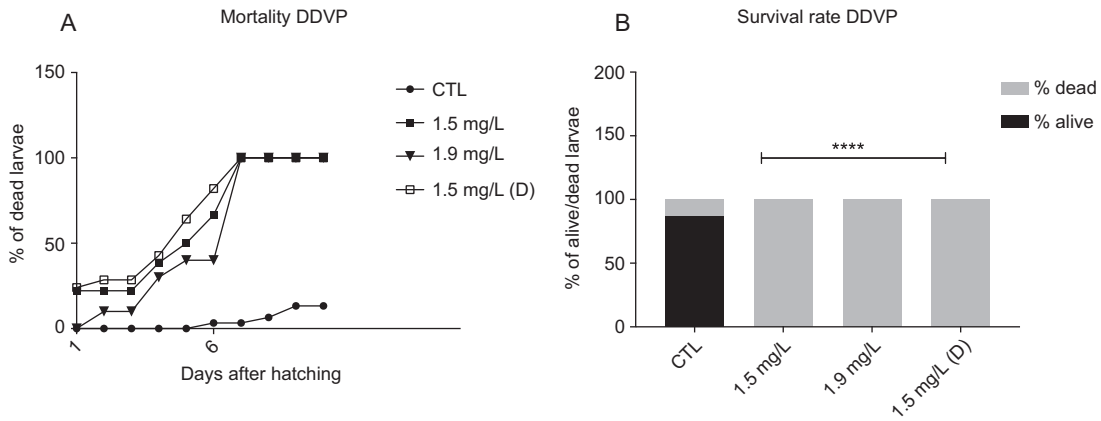 A
Mortality DDVP
% of dead larvae
150
100
50
0
1
6
Days after hatching
CTL
1.5 mg/L
1.9 mg/L
1.5 mg/L (D)
B
Survival rate DDVP
% of alive/dead larvae
200
150
100
50
0
****
CTL
1.5 mg/L
1.9 mg/L
1.5 mg/L (D)
% dead
% alive